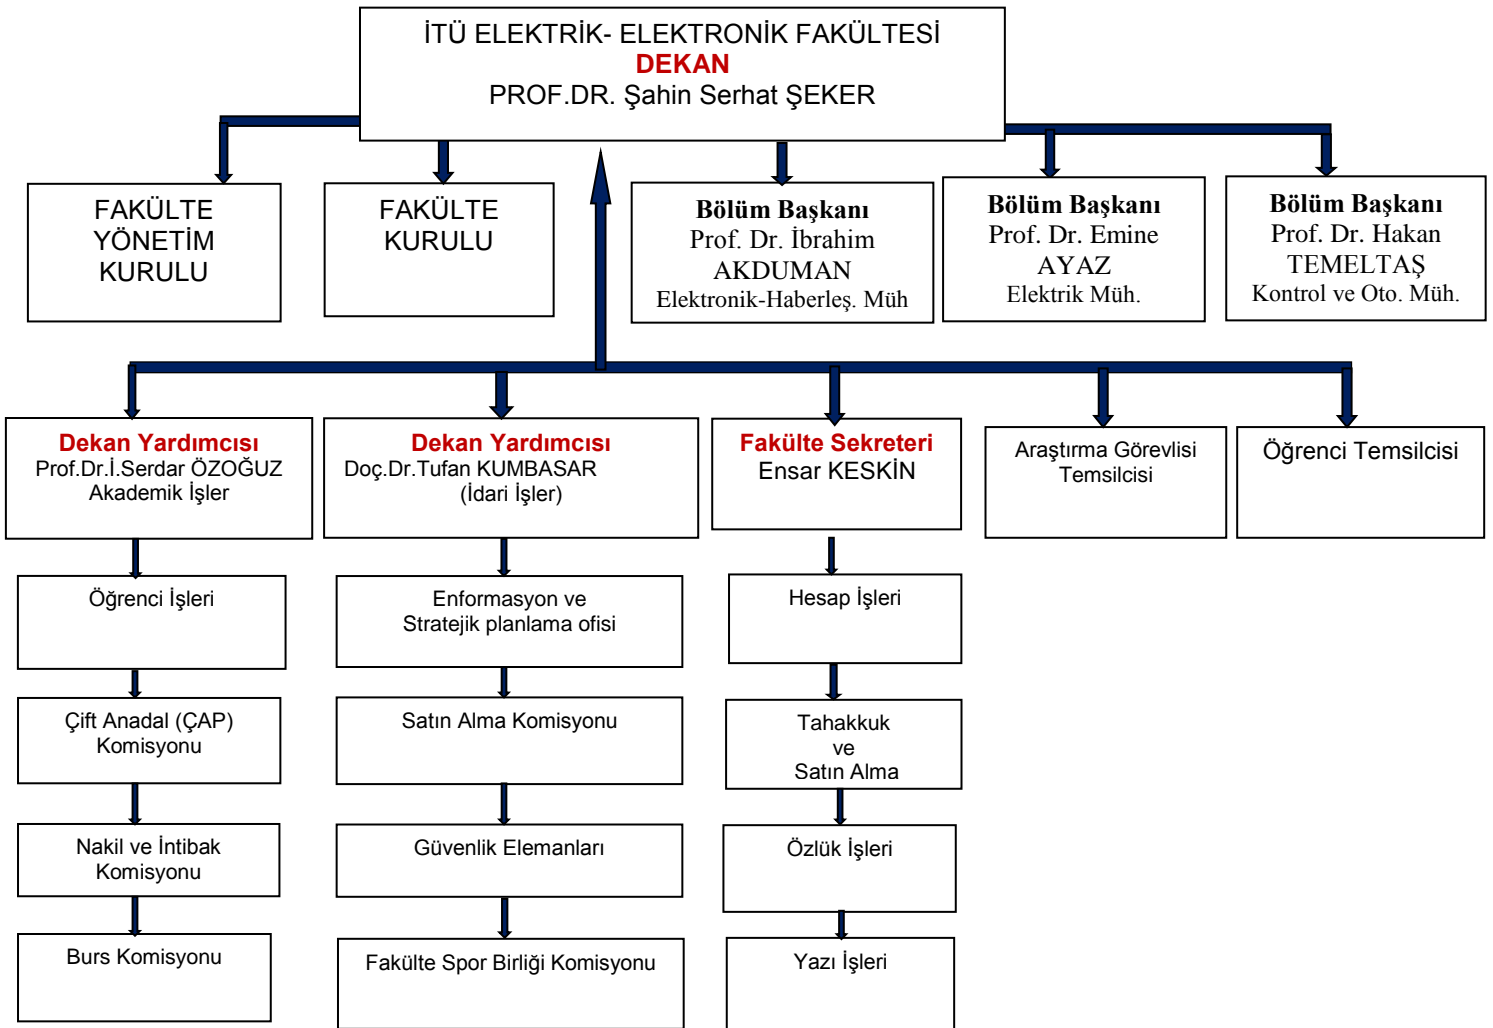 İTÜ ELEKTRİK- ELEKTRONİK FAKÜLTESİ
DEKAN
PROF.DR. Şahin Serhat ŞEKER
FAKÜLTE
YÖNETİM
KURULU
FAKÜLTE
KURULU
Bölüm Başkanı
Prof. Dr. İbrahim
AKDUMAN
Elektronik-Haberleş. Müh
Bölüm Başkanı
Prof. Dr. Emine
AYAZ
Elektrik Müh.
Bölüm Başkanı
Prof. Dr. Hakan
TEMELTAŞ
Kontrol ve Oto. Müh.
Dekan Yardımcısı
Prof.Dr.İ.Serdar ÖZOĞUZ
Akademik İşler
Dekan Yardımcısı
Doç.Dr.Tufan KUMBASAR
(İdari İşler)
Fakülte Sekreteri
Ensar KESKİN
Araştırma Görevlisi
Temsilcisi
Öğrenci Temsilcisi
Öğrenci İşleri
Enformasyon ve
Stratejik planlama ofisi
Hesap İşleri
Çift Anadal (ÇAP)
Komisyonu
Satın Alma Komisyonu
Tahakkuk
ve
Satın Alma
Nakil ve İntibak
Komisyonu
Güvenlik Elemanları
Özlük İşleri
Burs Komisyonu
Fakülte Spor Birliği Komisyonu
Yazı İşleri